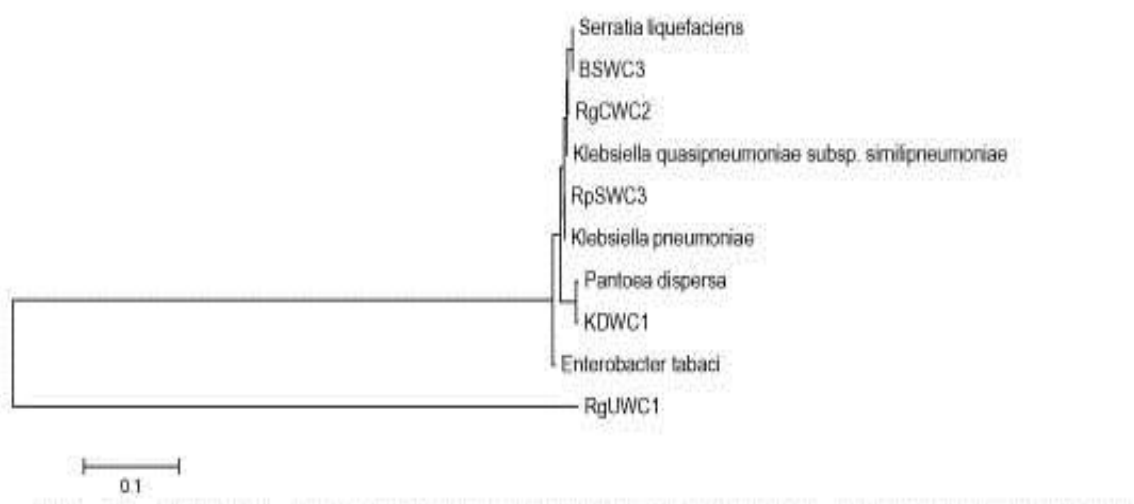 Serratia liquefaciens
BSWC3
RgCWC2
Klebsiella quasipneumoniae subsp. similipneumoniae
RpSWC3
Klebsiella pneumoniae
Pantoea dispersa
KDWC1
Enterobacter tabaci
RgUWC1
0.1